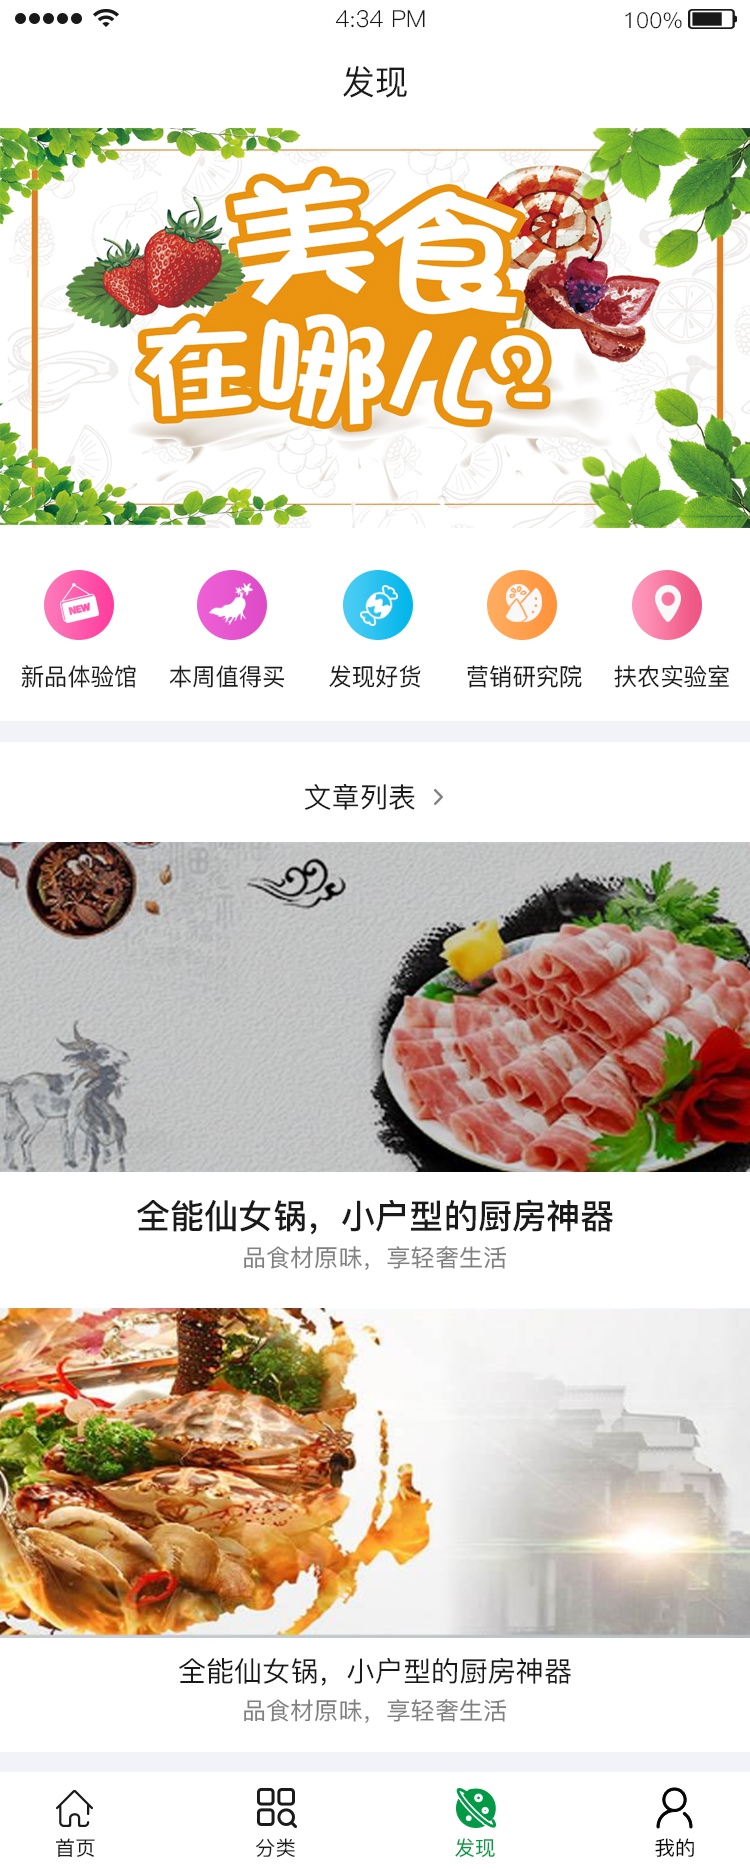 4:34 PM
100%
发现
美食
在哪儿?
NEW
新品体验馆
本周值得买
发现好货
营销研究院
扶农实验室
文章列表
全能仙女锅，小户型的厨房神器
品食材原味，享轻奢生活
全能仙女锅，小户型的厨房神器
品食材原味，享轻奢生活
首页
分类
发现
我的